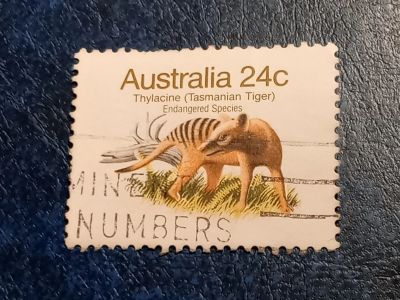 Australia 24c
Thylacine (Tasmanian Tiger)
Endangered Species
NUMBERS